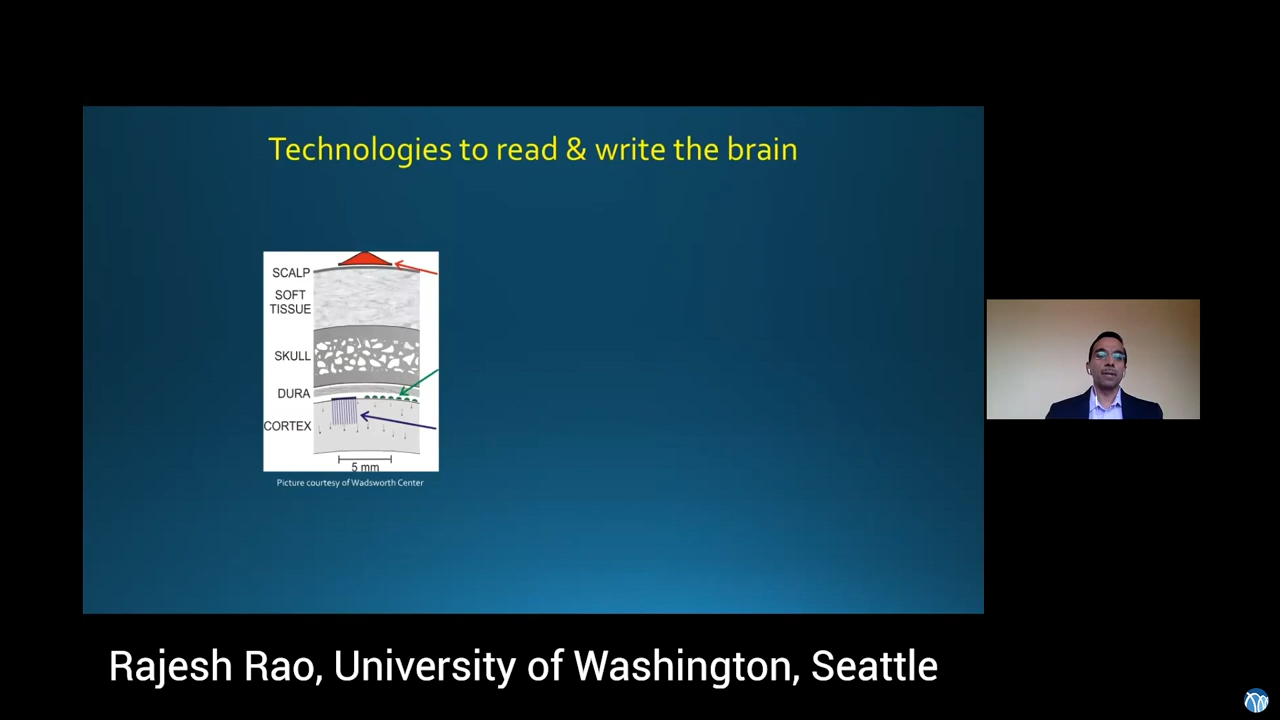 Technologies to read & write the brain
SCALP
SOFT
TISSUE
SKULL
DURA
CORTEX
5 mm
Picture courtesy of Wadsworth Center
Rajesh Rao, University of Washington, Seattle